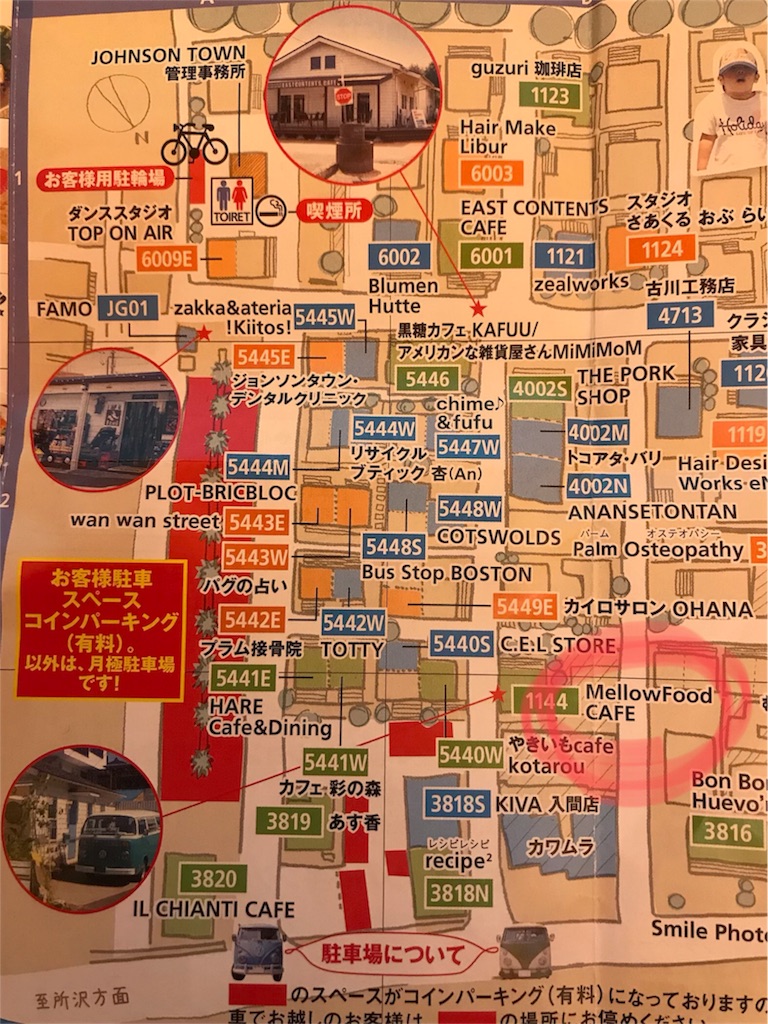 JOHNSON TOWN
管理事務所
N
guzuri 珈琲店
1123
Hair Make
Libur
6003
STOP
Holiday
1
お客様用駐輪場
TOIRET
喫煙所
ダンススタジオ
TOP ON AIR
6009E
EAST CONTENTS
CAFE
6001
スタジオ
さあくる おぶ らい
1124
6002
Blumen
Hutte
1121
zealworks
古川工務店
4713
FAMO
JG01
zakka&ateria
!Kiitos!
5445W
黒糖カフェ KAFUU/
アメリカンな雑貨屋さんMiMiMoM
5446
クラシ
家具
5445E
ジョンソンタウン・
デンタルクリニック
4002S
THE PORK
SHOP
112
chime♪
&fufu
5444W
5447W
4002M
トコアタ・バリ
1119
リサイクル
ブティック 杏(An)
5444M
PLOT-BRICBLOC
4002N
ANANSETONTAN
Hair Desi
Works eN
2
wan wan street
5443E
5448W
COTSWOLDS
5443W
バグの占い
5448S
Bus Stop BOSTON
パーム オステオパシー
Palm Osteopathy
3
お客様駐車
スペース
コインパーキング
(有料)。
以外は、月極駐車場
です!
5442E
プラム接骨院
5442W
TOTTY
5449E
カイロサロン OHANA
5440S
C.E.L STORE
5441E
HARE
Cafe&Dining
1144
MellowFood
CAFE
5441W
カフェ 彩の森
5440W
やきいもcafe
kotarou
3819
あす香
3818S
KIVA 入間店
Bon Bo
Huevo'
3816
レシピレシピ
recipe²
3818N
カワムラ
3820
IL CHIANTI CAFE
Smile Phot
駐車場について
至所沢方面
のスペースがコインパーキング(有料)になっておりますの
車でお越しのお客様は、
の場所にお停めください